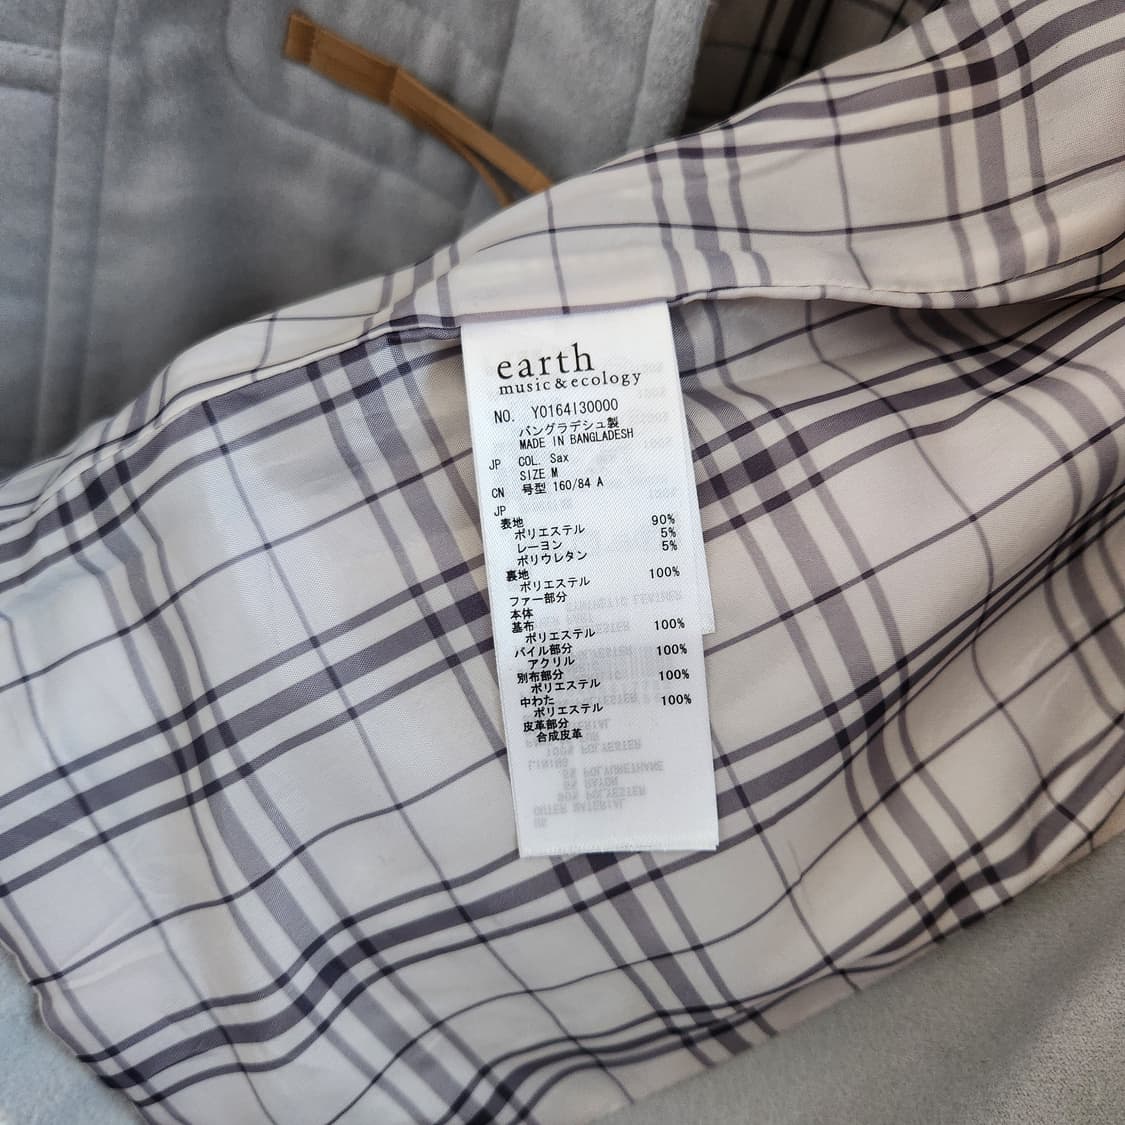 earth
music & ecology
NO. Y0164I30000
バングラデシュ製
MADE IN BANGLADESH
JP COL. Sax
SIZE M
CN 号型 160/84 A
JP
表地
ポリエステル 90%
レーヨン 5%
ポリウレタン 5%
裏地
ポリエステル 100%
ファー部分
本体
基布
ポリエステル 100%
パイル部分
アクリル 100%
別布部分
ポリエステル 100%
中わた
ポリエステル 100%
皮革部分
合成皮革